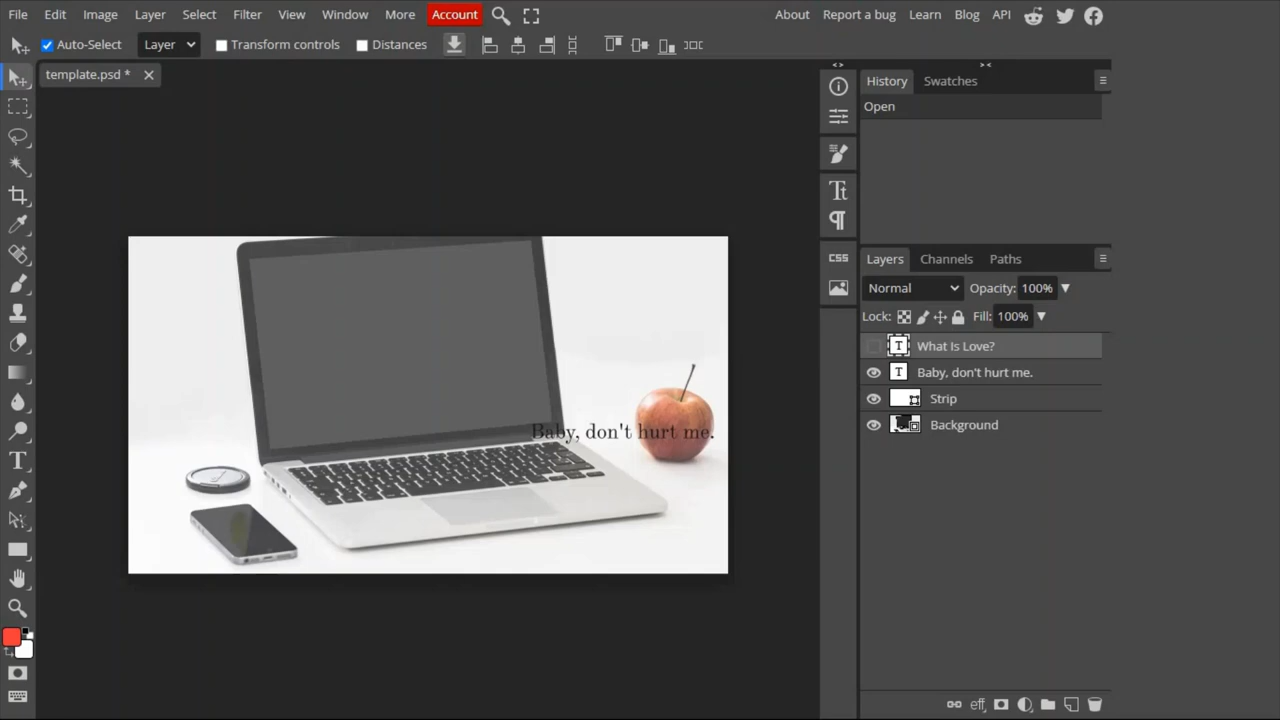 File Edit Image Layer Select Filter View Window More Account About Report a bug Learn Blog API
Auto-Select Layer Transform controls Distances
template.psd *
History Swatches
Open
Tt
CSS
Layers Channels Paths
Normal Opacity: 100%
Lock: Fill: 100%
T What Is Love?
T Baby, don't hurt me.
Strip
Background
Baby, don't hurt me.
T
eff